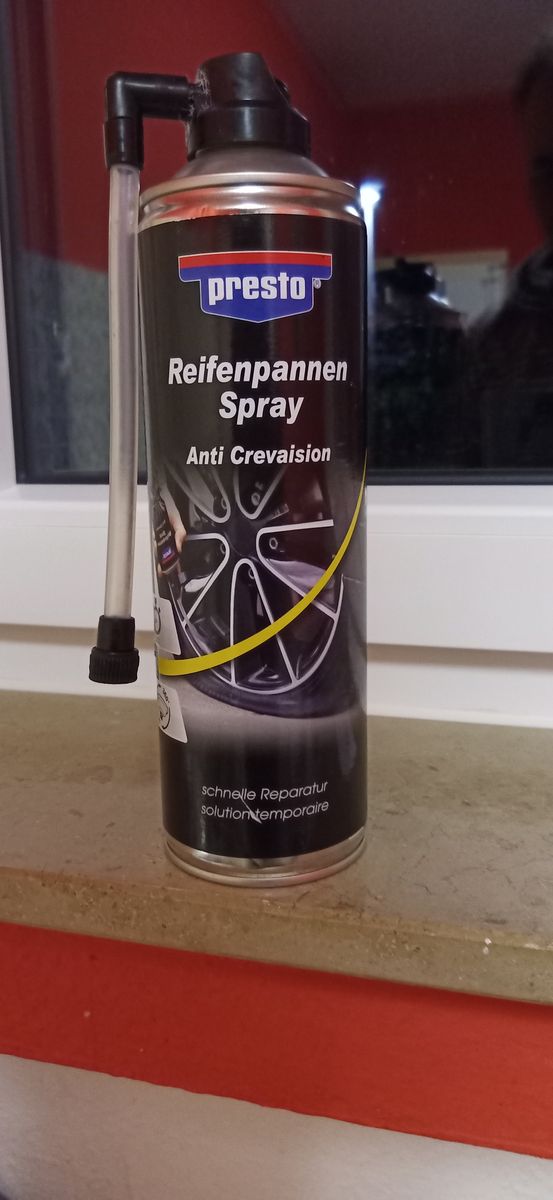 presto®
Reifenpannen
Spray
Anti Crevaision
schnelle Reparatur
solution temporaire